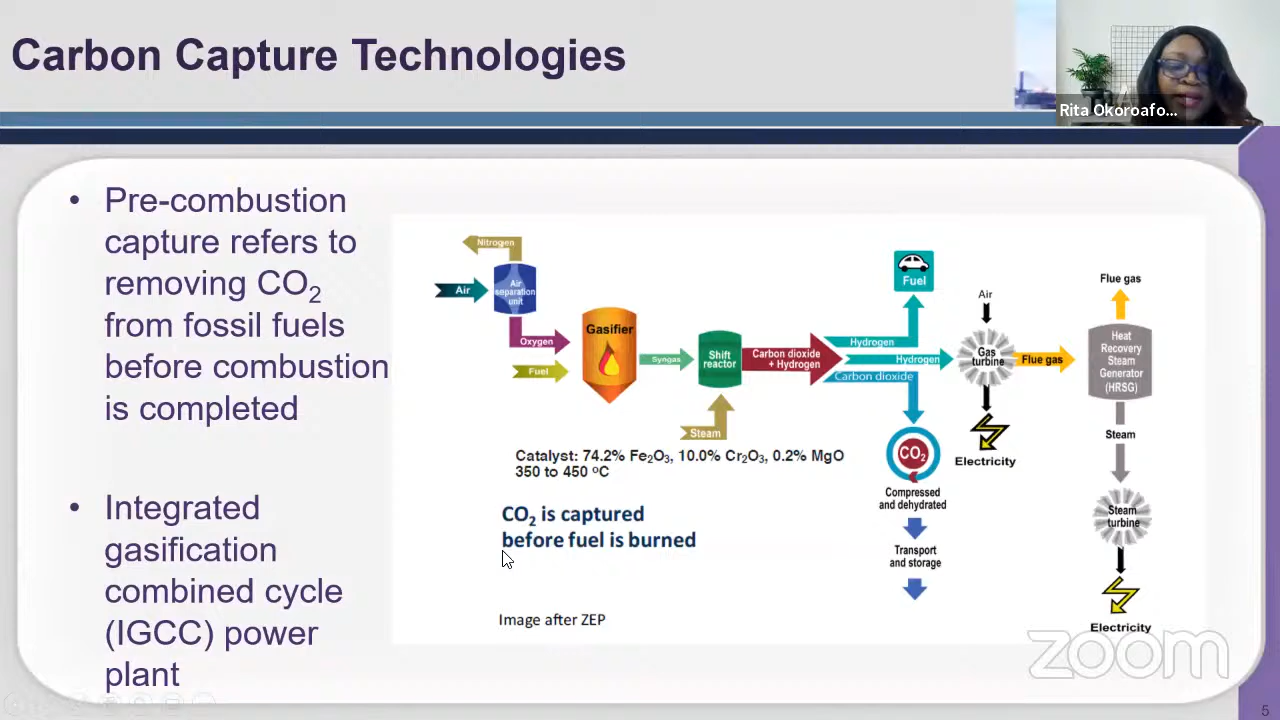 Carbon Capture Technologies
Rita Okoroafo...
• Pre-combustion
capture refers to
removing CO₂
from fossil fuels
before combustion
is completed
• Integrated
gasification
combined cycle
(IGCC) power
plant
Nitrogen
Air
Air
separation
unit
Oxygen
Fuel
Gasifier
Syngas
Shift
reactor
Steam
Carbon dioxide
+ Hydrogen
Hydrogen
Hydrogen
Carbon dioxide
Fuel
CO₂
Compressed
and dehydrated
Transport
and storage
Air
Gas
turbine
Electricity
Flue gas
Flue gas
Heat
Recovery
Steam
Generator
(HRSG)
Steam
Steam
turbine
Electricity
Catalyst: 74.2% Fe₂O₃, 10.0% Cr₂O₃, 0.2% MgO
350 to 450 ºC
CO₂ is captured
before fuel is burned
Image after ZEP
zoom
5